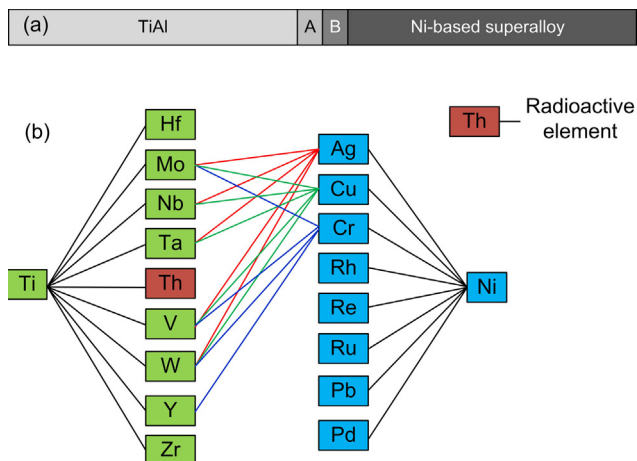 (a)
TiAl
A
B
Ni-based superalloy
(b)
Th
Radioactive
element
Hf
Mo
Nb
Ta
Ti
Th
V
W
Y
Zr
Ag
Cu
Cr
Rh
Re
Ru
Pb
Pd
Ni